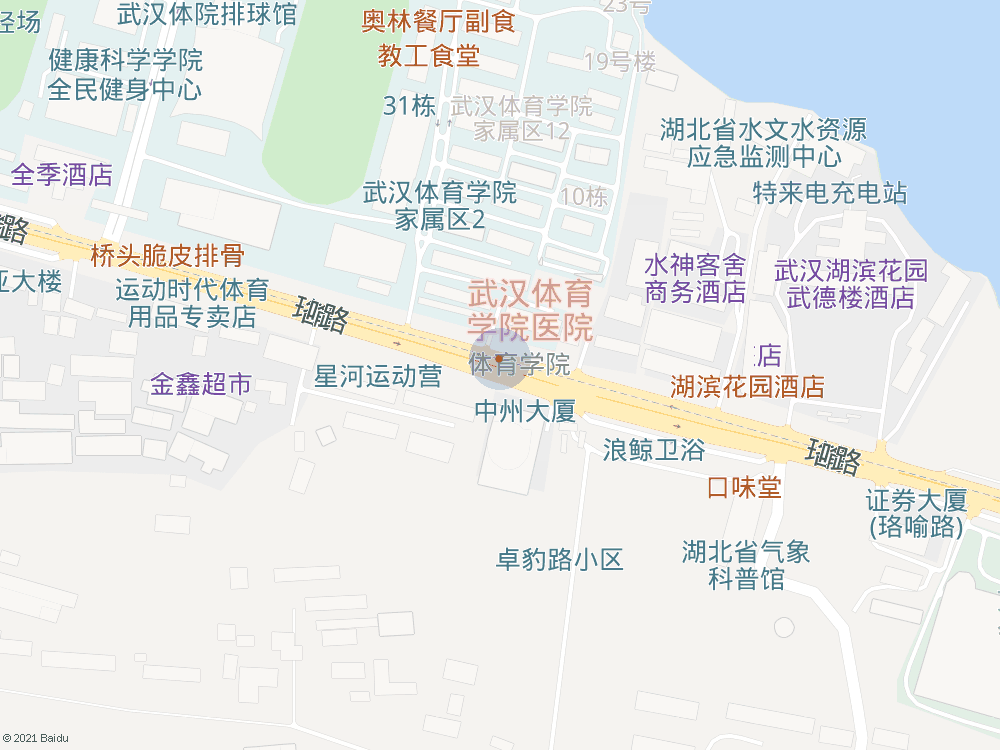 武汉体院排球馆
奥林餐厅副食
教工食堂
23号
19号楼
健康科学学院
全民健身中心
31栋
武汉体育学院
家属区12
湖北省水文水资源
应急监测中心
全季酒店
武汉体育学院
家属区2
10栋
特来电充电站
路
桥头脆皮排骨
水神客舍
商务酒店
武汉湖滨花园
武德楼酒店
亚大楼
运动时代体育
用品专卖店
珞喻路
武汉体育
学院医院
店
体育学院
星河运动营
金鑫超市
湖滨花园酒店
中州大厦
浪鲸卫浴
珞喻路
口味堂
证券大厦
(珞喻路)
卓豹路小区
湖北省气象
科普馆
© 2021 Baidu